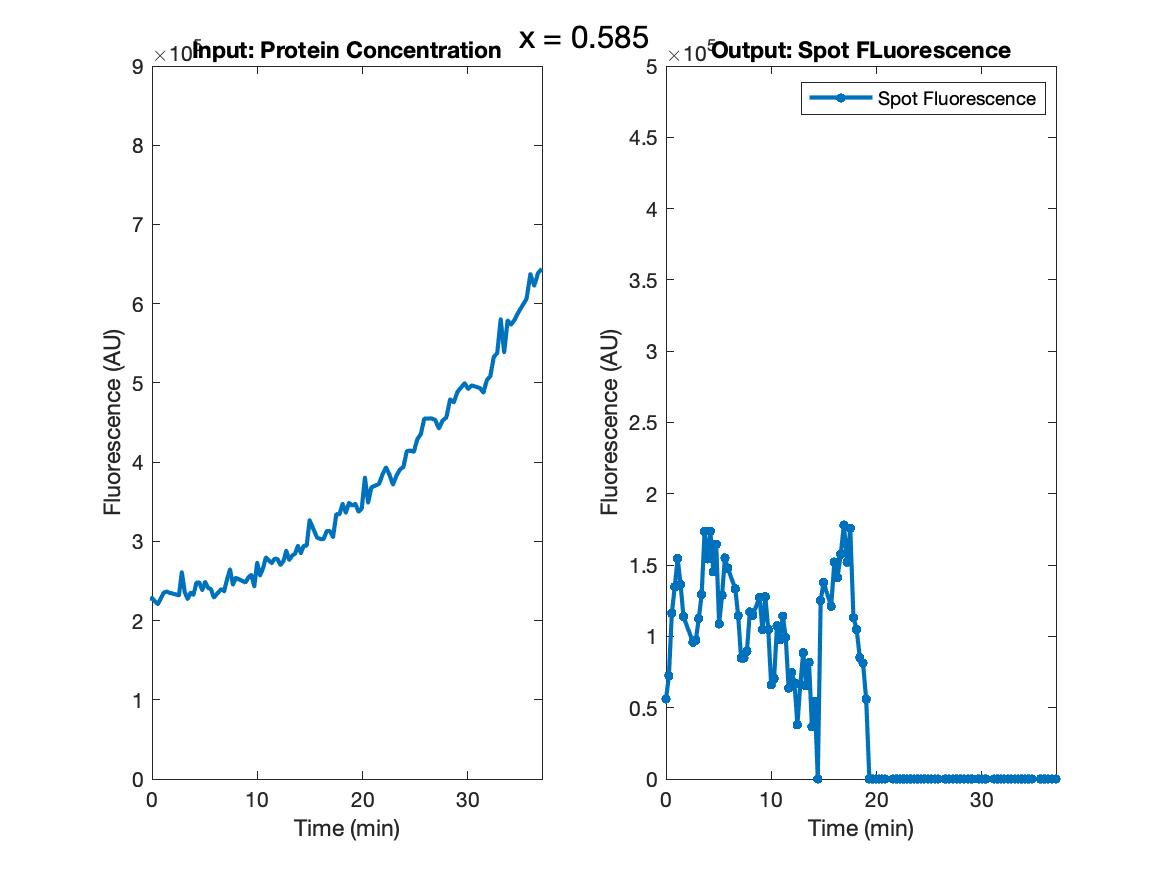 x = 0.585
×10⁵
Input: Protein Concentration
9
8
7
6
5
4
3
2
1
0
Fluorescence (AU)
0 10 20 30
Time (min)
×10⁵
Output: Spot FLuorescence
Spot Fluorescence
5
4.5
4
3.5
3
2.5
2
1.5
1
0.5
0
Fluorescence (AU)
0 10 20 30
Time (min)